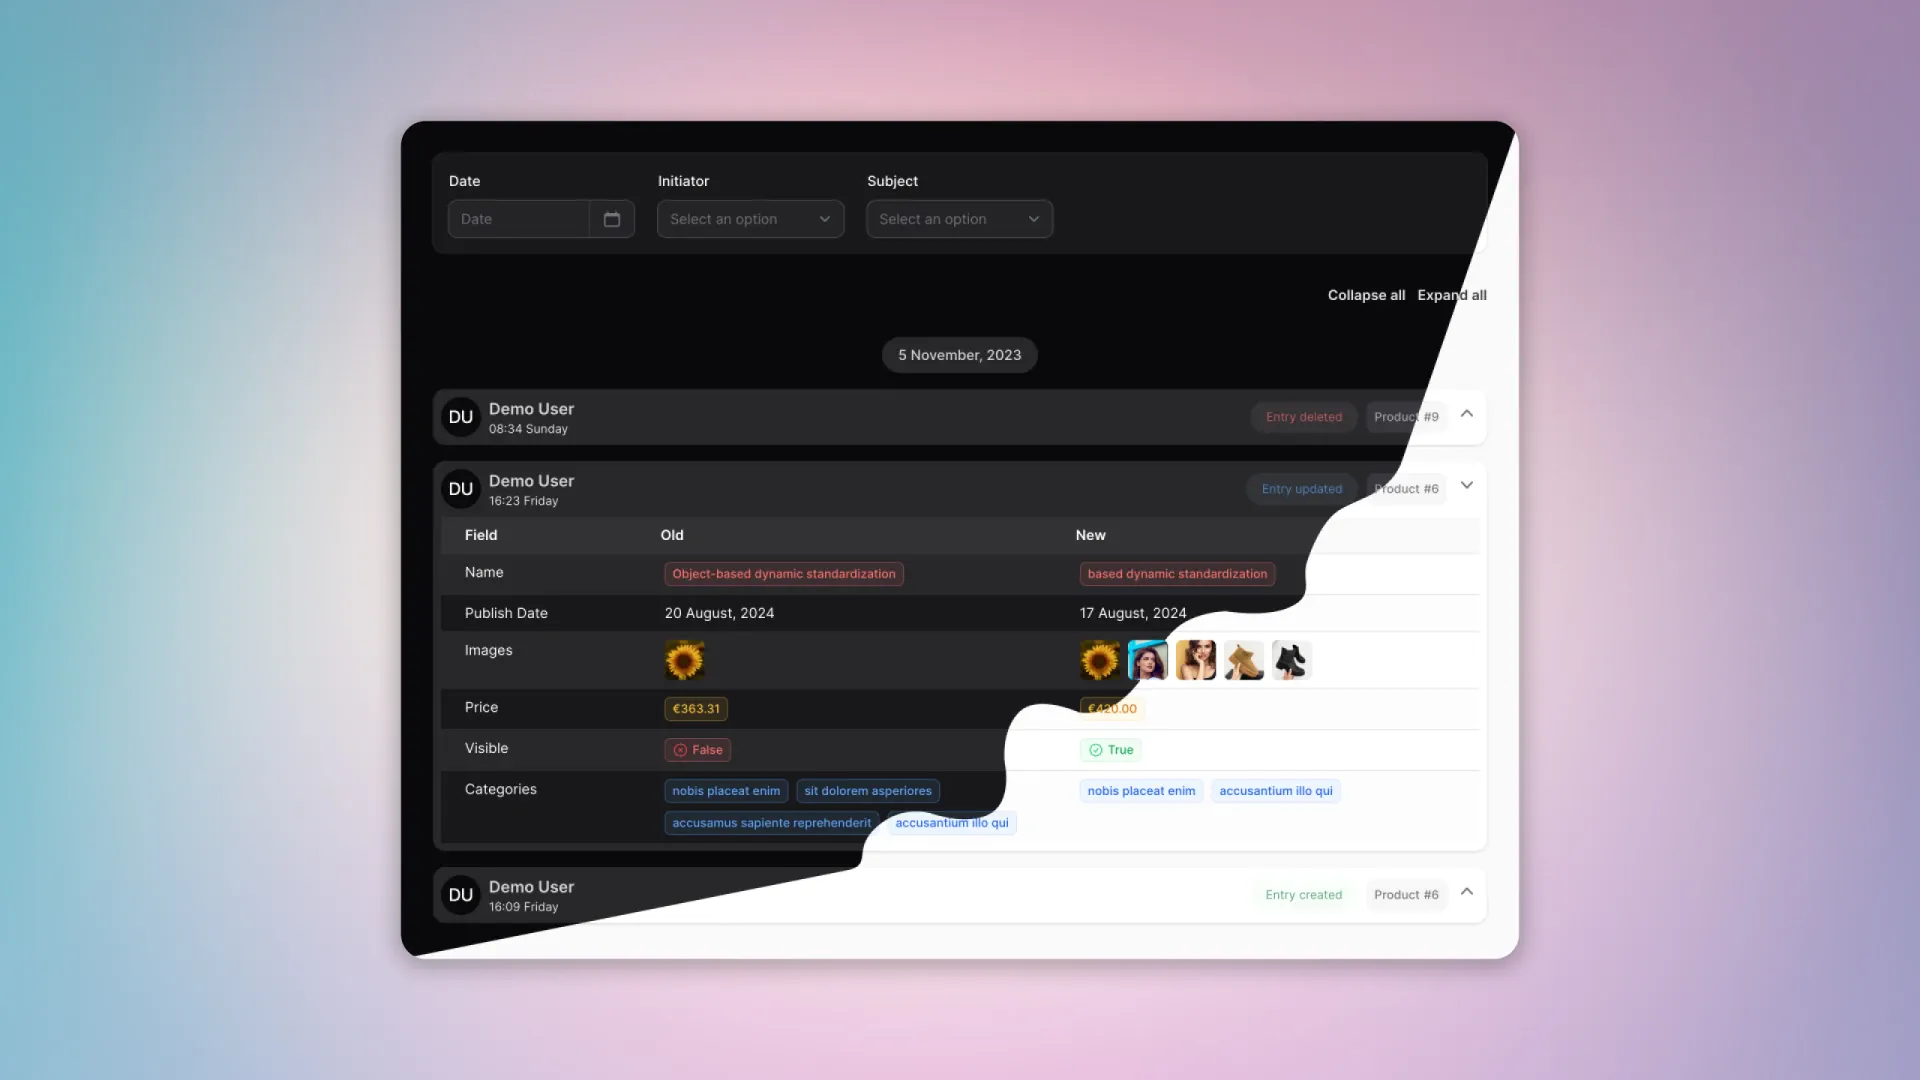 Date Initiator Subject
Date Select an option Select an option
Collapse all Expand all
5 November, 2023
DU Demo User Entry deleted Product #9
08:34 Sunday
DU Demo User Entry updated Product #6
16:23 Friday
Field Old New
Name Object-based dynamic standardization based dynamic standardization
Publish Date 20 August, 2024 17 August, 2024
Images
Price €363.31 €420.00
Visible False True
Categories nobis placeat enim sit dolorem asperiores nobis placeat enim accusantium illo qui
accusamus sapiente reprehenderit accusantium illo qui
DU Demo User Entry created Product #6
16:09 Friday